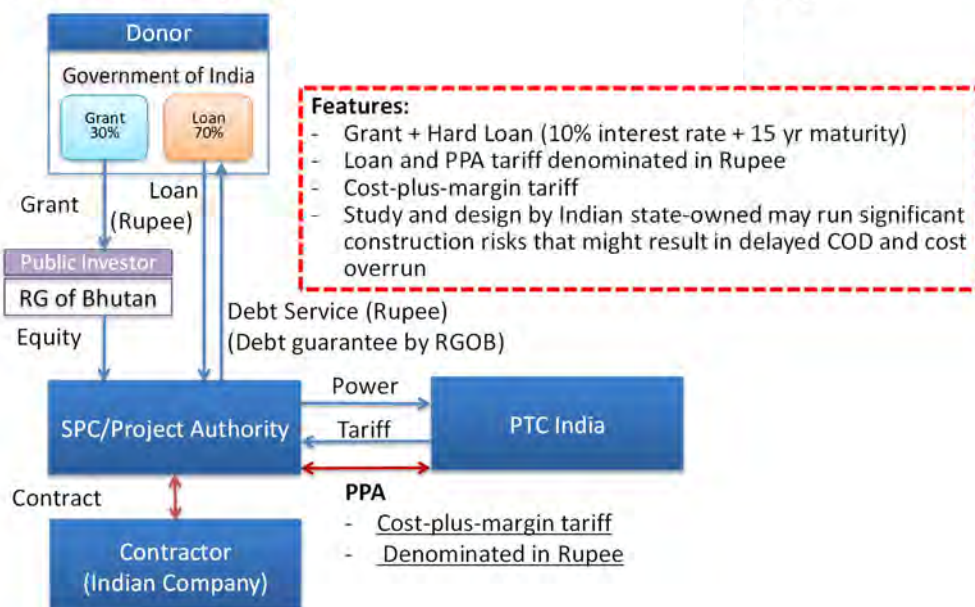 Donor
Government of India
Grant
30%
Loan
70%
Features:
- Grant + Hard Loan (10% interest rate + 15 yr maturity)
- Loan and PPA tariff denominated in Rupee
- Cost-plus-margin tariff
- Study and design by Indian state-owned may run significant
construction risks that might result in delayed COD and cost
overrun
Grant
Loan
(Rupee)
Public Investor
RG of Bhutan
Equity
Debt Service (Rupee)
(Debt guarantee by RGOB)
SPC/Project Authority
Power
Tariff
PTC India
PPA
- Cost-plus-margin tariff
- Denominated in Rupee
Contract
Contractor
(Indian Company)